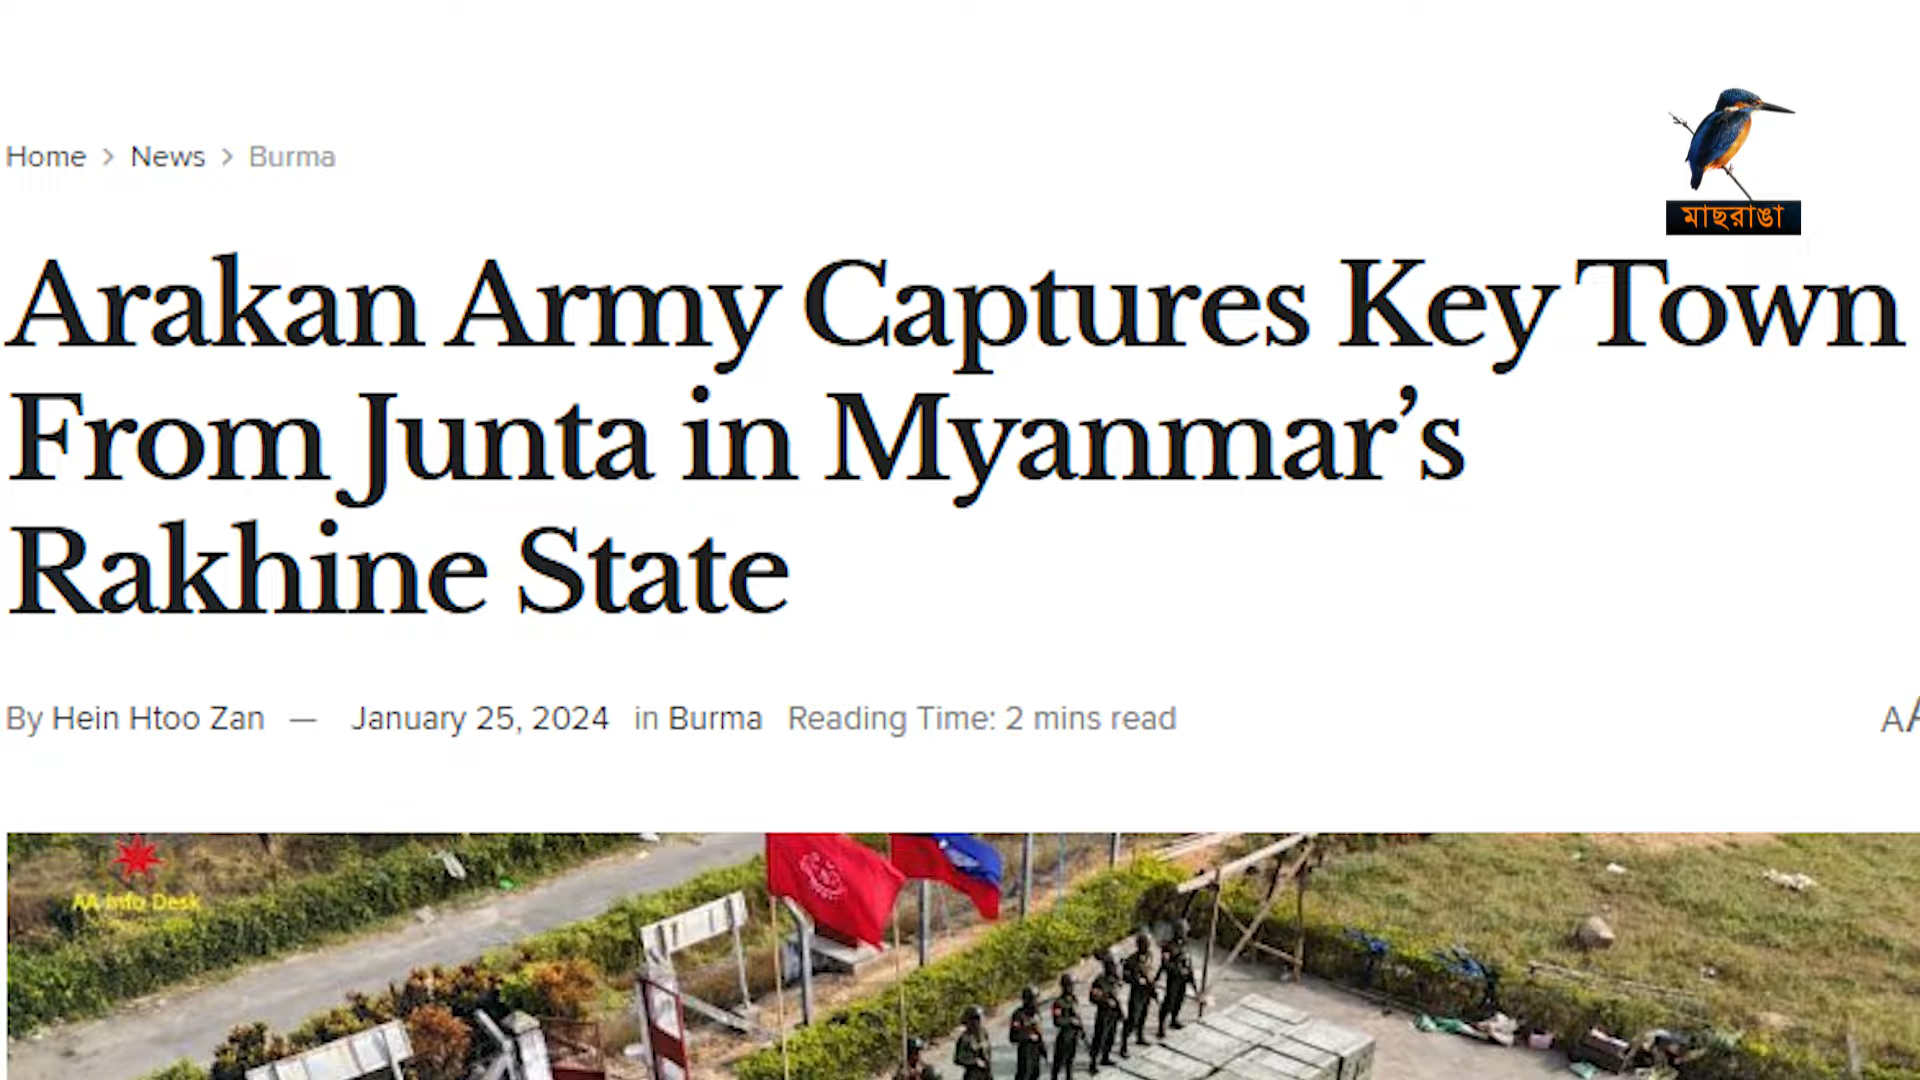 মাছরাঙা
Home > News > Burma
Arakan Army Captures Key Town
From Junta in Myanmar’s
Rakhine State
By Hein Htoo Zan — January 25, 2024 in Burma Reading Time: 2 mins read
AA
AA Info Desk